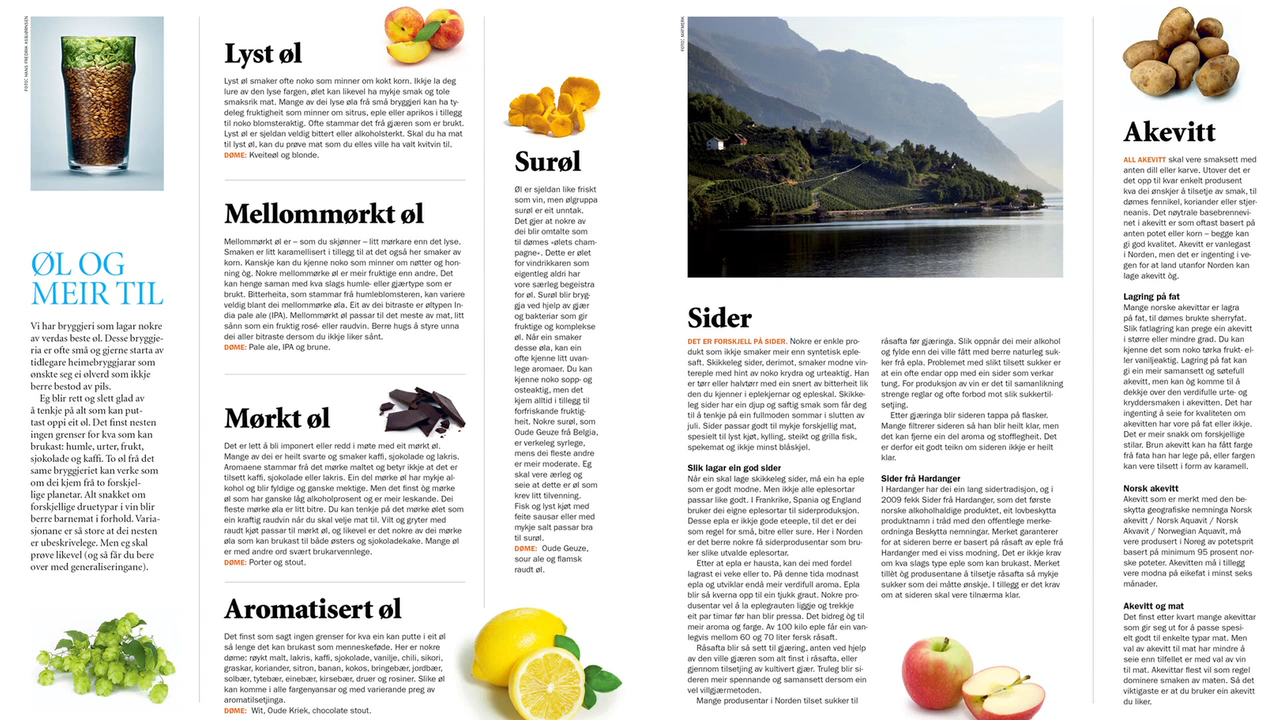 FOTO: HANS FREDRIK ASBJØRNSEN
ØL OG
MEIR TIL
Vi har bryggjeri som lagar nokre
av verdas beste øl. Desse bryggje-
ria er ofte små og gjerne starta av
tidlegare heimebryggjarar som
ønskte seg ei ølverd som ikkje
berre bestod av pils.
Eg blir rett og slett glad av
å tenkje på alt som kan put-
tast oppi eit øl. Det finst nesten
ingen grenser for kva som kan
brukast: humle, urter, frukt,
sjokolade og kaffi. To øl frå det
same bryggjeriet kan verke som
om dei kjem frå to forskjel-
lige planetar. Alt snakket om
forskjellige druetypar i vin blir
berre barnemat i forhold. Varia-
sjonane er så store at dei nesten
er ubeskrivelege. Men eg skal
prøve likevel (og så får du bere
over med generaliseringane).
Lyst øl
Lyst øl smaker ofte noko som minner om kokt korn. Ikkje la deg
lure av den lyse fargen, ølet kan likevel ha mykje smak og tole
smaksrik mat. Mange av dei lyse øla frå små bryggjeri kan ha ty-
deleg fruktigheit som minner om sitrus, eple eller aprikos i tillegg
til noko blomsteraktig. Ofte stammar det frå gjæren som er brukt.
Lyst øl er sjeldan veldig bittert eller alkoholsterkt. Skal du ha mat
til lyst øl, kan du prøve mat som du elles ville ha valt kvitvin til.
DØME: Kveiteøl og blonde.
Mellommørkt øl
Mellommørkt øl er – som du skjønner – litt mørkare enn det lyse.
Smaken er litt karamellisert i tillegg til at det også her smaker av
korn. Kanskje kan du kjenne noko som minner om nøtter og hon-
ning òg. Nokre mellommørke øl er meir fruktige enn andre. Det
kan henge saman med kva slags humle- eller gjærtype som er
brukt. Bitterheita, som stammar frå humleblomsteren, kan variere
veldig blant dei mellommørke øla. Eit av dei bitraste er øltypen In-
dia pale ale (IPA). Mellommørkt øl passar til det meste av mat, litt
sånn som ein fruktig rosé- eller raudvin. Berre hugs å styre unna
dei aller bitraste dersom du ikkje liker sånt.
DØME: Pale ale, IPA og brune.
Mørkt øl
Det er lett å bli imponert eller redd i møte med eit mørkt øl.
Mange av dei er heilt svarte og smaker kaffi, sjokolade og lakris.
Aromaene stammar frå det mørke maltet og betyr ikkje at det er
tilsett kaffi, sjokolade eller lakris. Ein del mørke øl har mykje al-
kohol og blir fyldige og ganske mektige. Men det finst òg mørke
øl som har ganske låg alkoholprosent og er meir leskande. Dei
fleste mørke øla er litt bitre. Du kan tenkje på det mørke ølet som
ein kraftig raudvin når du skal velje mat til. Vilt og gryter med
raudt kjøt passar til mørkt øl, og likevel er det nokre av dei mørke
øla som kan brukast til både østers og sjokoladekake. Mange øl
er med andre ord svært brukarvennlege.
DØME: Porter og stout.
Aromatisert øl
Det finst som sagt ingen grenser for kva ein kan putte i eit øl
så lenge det kan brukast som menneskeføde. Her er nokre
døme: røykt malt, lakris, kaffi, sjokolade, vanilje, chili, sikori,
graskar, koriander, sitron, banan, kokos, bringebær, jordbær,
solbær, tytebær, einebær, kirsebær, druer og rosiner. Slike øl
kan komme i alle fargenyansar og med varierande preg av
aromatilsetjinga.
DØME: Wit, Oude Kriek, chocolate stout.
Surøl
Øl er sjeldan like friskt
som vin, men ølgruppa
surøl er eit unntak.
Det gjer at nokre av
dei blir omtalte som
til dømes «ølets cham-
pagne». Dette er ølet
for vindrikkaren som
eigentleg aldri har
vore særleg begeistra
for øl. Surøl blir bryg-
gja ved hjelp av gjær
og bakteriar som gir
fruktige og komplekse
øl. Når ein smaker
desse øla, kan ein
ofte kjenne litt uvan-
lege aromaer. Du kan
kjenne noko sopp- og
osteaktig, men det
kjem alltid i tillegg til
forfriskande fruktig-
heit. Nokre surøl, som
Oude Geuze frå Belgia,
er verkeleg syrlege,
mens dei fleste andre
er meir moderate. Eg
skal vere ærleg og
seie at dette er øl som
krev litt tilvenning.
Fisk og lyst kjøt med
feite sausar eller med
mykje salt passar bra
til surøl.
DØME: Oude Geuze,
sour ale og flamsk
raudt øl.
FOTO: MATMERK
Sider
DET ER FORSKJELL PÅ SIDER. Nokre er enkle pro-
dukt som ikkje smaker meir enn syntetisk eple-
saft. Skikkeleg sider, derimot, smaker modne vin-
tereple med hint av noko krydra og urteaktig. Han
er tørr eller halvtørr med ein snert av bitterheit lik
den du kjenner i eplekjernar og epleskal. Skikke-
leg sider har ein djup og saftig smak som får deg
til å tenkje på ein fullmoden sommar i slutten av
juli. Sider passar godt til mykje forskjellig mat,
spesielt til lyst kjøt, kylling, steikt og grilla fisk,
spekemat og ikkje minst blåskjel.
Slik lagar ein god sider
Når ein skal lage skikkeleg sider, må ein ha eple
som er godt modne. Men ikkje alle eplesortar
passar like godt. I Frankrike, Spania og England
bruker dei eigne eplesortar til siderproduksjon.
Desse epla er ikkje gode eteeple, til det er dei
som regel for små, bitre eller sure. Her i Norden
er det berre nokre få siderprodusentar som bru-
ker slike utvalde eplesortar.
Etter at epla er hausta, kan dei med fordel
lagrast ei veke eller to. På denne tida modnast
epla og utviklar endå meir verdifull aroma. Epla
blir så kverna opp til ein tjukk graut. Nokre pro-
dusentar vel å la eplegrauten liggje og trekkje
eit par timar før han blir pressa. Det bidreg òg til
meir aroma og farge. Av 100 kilo eple får ein van-
legvis mellom 60 og 70 liter fersk råsaft.
Råsafta blir så sett til gjæring, anten ved hjelp
av den ville gjæren som alt finst i råsafta, eller
gjennom tilsetjing av kultivert gjær. Truleg blir si-
deren meir spennande og samansett dersom ein
vel villgjærmetoden.
Mange produsentar i Norden tilset sukker til
råsafta før gjæringa. Slik oppnår dei meir alkohol
og fylde enn dei ville fått med berre naturleg suk-
ker frå epla. Problemet med slikt tilsett sukker er
at ein ofte endar opp med ein sider som verkar
tung. For produksjon av vin er det til samanlikning
strenge reglar og ofte forbod mot slik sukkertil-
setjing.
Etter gjæringa blir sideren tappa på flasker.
Mange filtrerer sideren så han blir heilt klar, men
det kan fjerne ein del aroma og stofflegheit. Det
er derfor eit godt teikn om sideren ikkje er heilt
klar.
Sider frå Hardanger
I Hardanger har dei ein lang sidertradisjon, og i
2009 fekk Sider frå Hardanger, som det første
norske alkoholhaldige produktet, eit lovbeskytta
produktnamn i tråd med den offentlege merke-
ordninga Beskytta nemningar. Merket garanterer
for at sideren berre er basert på råsaft av eple frå
Hardanger med ei viss modning. Det er ikkje krav
om kva slags type eple som kan brukast. Merket
tillèt òg produsentane å tilsetje råsafta så mykje
sukker som dei måtte ønskje. I tillegg er det krav
om at sideren skal vere tilnærma klar.
Akevitt
ALL AKEVITT skal vere smaksett med
anten dill eller karve. Utover det er
det opp til kvar enkelt produsent
kva dei ønskjer å tilsetje av smak, til
dømes fennikel, koriander eller stjer-
neanis. Det nøytrale basebrennevi-
net i akevitt er som oftast basert på
anten potet eller korn – begge kan
gi god kvalitet. Akevitt er vanlegast
i Norden, men det er ingenting i ve-
gen for at land utanfor Norden kan
lage akevitt òg.
Lagring på fat
Mange norske akevittar er lagra
på fat, til dømes brukte sherryfat.
Slik fatlagring kan prege ein akevitt
i større eller mindre grad. Du kan
kjenne det som noko tørka frukt- el-
ler vaniljeaktig. Lagring på fat kan
gi ein meir samansett og søtefull
akevitt, men kan òg komme til å
dekkje over den verdifulle urte- og
kryddersmaken i akevitten. Det har
ingenting å seie for kvaliteten om
akevitten har vore på fat eller ikkje.
Det er meir snakk om forskjellige
stilar. Brun akevitt kan ha fått farge
frå fata han har lege på, eller fargen
kan vere tilsett i form av karamell.
Norsk akevitt
Akevitt som er merkt med den be-
skytta geografiske nemninga Norsk
akevitt / Norsk Aquavit / Norsk
Akvavit / Norwegian Aquavit, må
vere produsert i Noreg av potetsprit
basert på minimum 95 prosent nor-
ske poteter. Akevitten må i tillegg
vere modna på eikefat i minst seks
månader.
Akevitt og mat
Det finst etter kvart mange akevittar
som gir seg ut for å passe spesi-
elt godt til enkelte typar mat. Men
val av akevitt til mat har mindre å
seie enn tilfellet er med val av vin
til mat. Akevittar flest vil som regel
dominere smaken av maten. Så det
viktigaste er at du bruker ein akevitt
du liker.